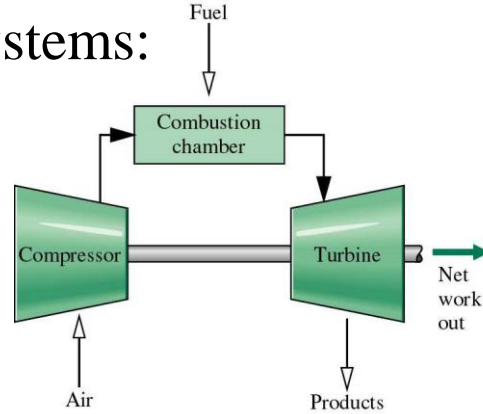 Fuel
stems:
Combustion
chamber
Compressor
Turbine
Net
work
out
Air
Products